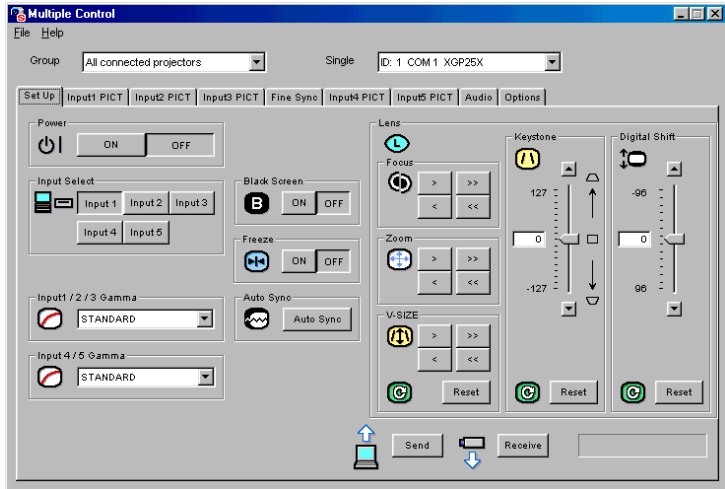 Multiple Control
File Help
Group All connected projectors Single ID: 1 COM 1 XGP25X
Set Up Input1 PICT Input2 PICT Input3 PICT Fine Sync Input4 PICT Input5 PICT Audio Options
Power
ON OFF
Input Select
Input 1 Input 2 Input 3
Input 4 Input 5
Black Screen
B ON OFF
Freeze
ON OFF
Input1 / 2 / 3 Gamma
STANDARD
Auto Sync
Auto Sync
Input 4 / 5 Gamma
STANDARD
Lens
L
Focus
> >>
< <<
Zoom
> >>
< <<
V-SIZE
> >>
< <<
Reset
Keystone
127
0
-127
Reset
Digital Shift
-96
0
96
Reset
Send Receive